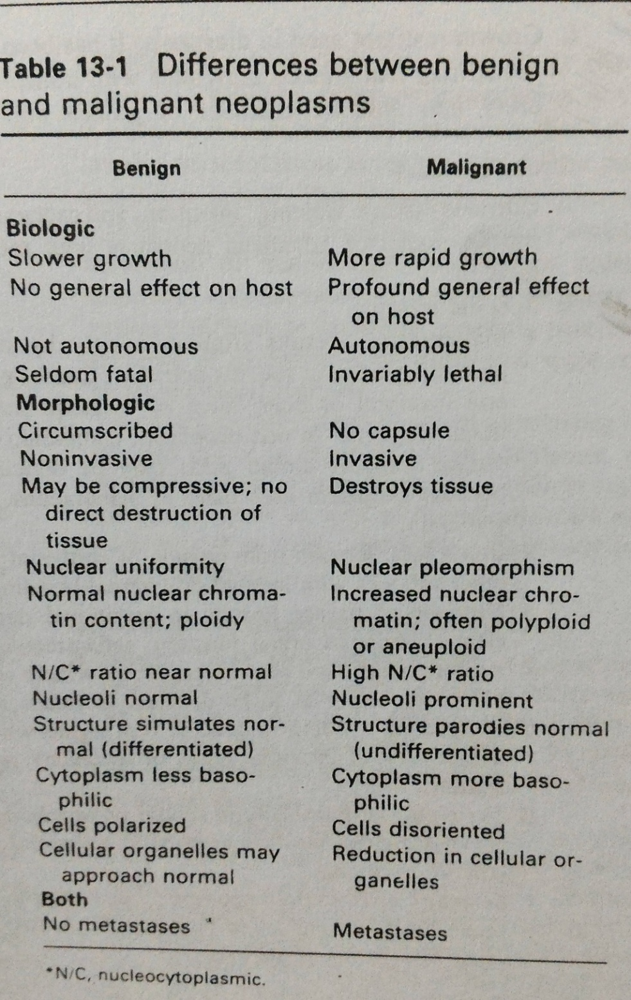 Table 13-1 Differences between benign
and malignant neoplasms
Benign Malignant
Biologic
Slower growth More rapid growth
No general effect on host Profound general effect
on host
Not autonomous Autonomous
Seldom fatal Invariably lethal
Morphologic
Circumscribed No capsule
Noninvasive Invasive
May be compressive; no Destroys tissue
direct destruction of
tissue
Nuclear uniformity Nuclear pleomorphism
Normal nuclear chroma- Increased nuclear chro-
tin content; ploidy matin; often polyploid
or aneuploid
N/C* ratio near normal High N/C* ratio
Nucleoli normal Nucleoli prominent
Structure simulates nor- Structure parodies normal
mal (differentiated) (undifferentiated)
Cytoplasm less baso- Cytoplasm more baso-
philic philic
Cells polarized Cells disoriented
Cellular organelles may Reduction in cellular or-
approach normal ganelles
Both
No metastases Metastases
*N/C, nucleocytoplasmic.